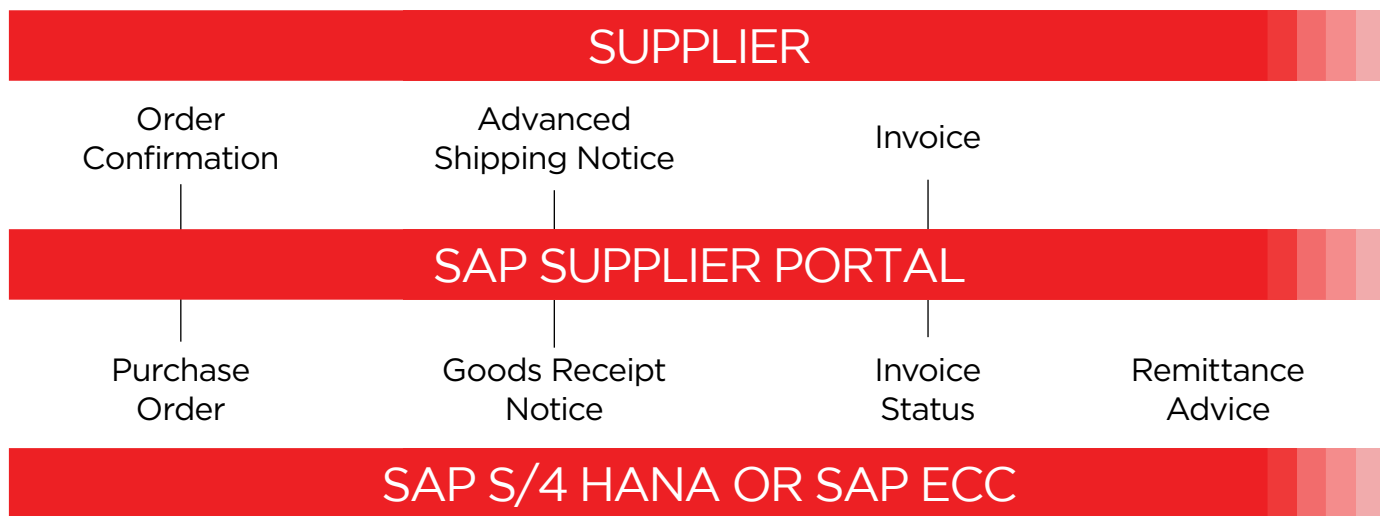 SUPPLIER
Order
Confirmation
Advanced
Shipping Notice
Invoice
SAP SUPPLIER PORTAL
Purchase
Order
Goods Receipt
Notice
Invoice
Status
Remittance
Advice
SAP S/4 HANA OR SAP ECC